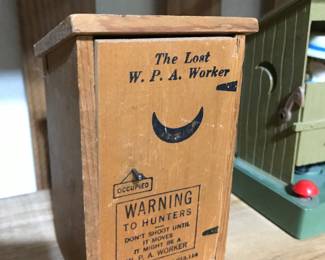 The Lost
W. P. A. Worker
OCCUPIED
WARNING
TO HUNTERS
DON'T SHOOT UNTIL
IT MOVES
IT MIGHT BE A
W. P. A. WORKER